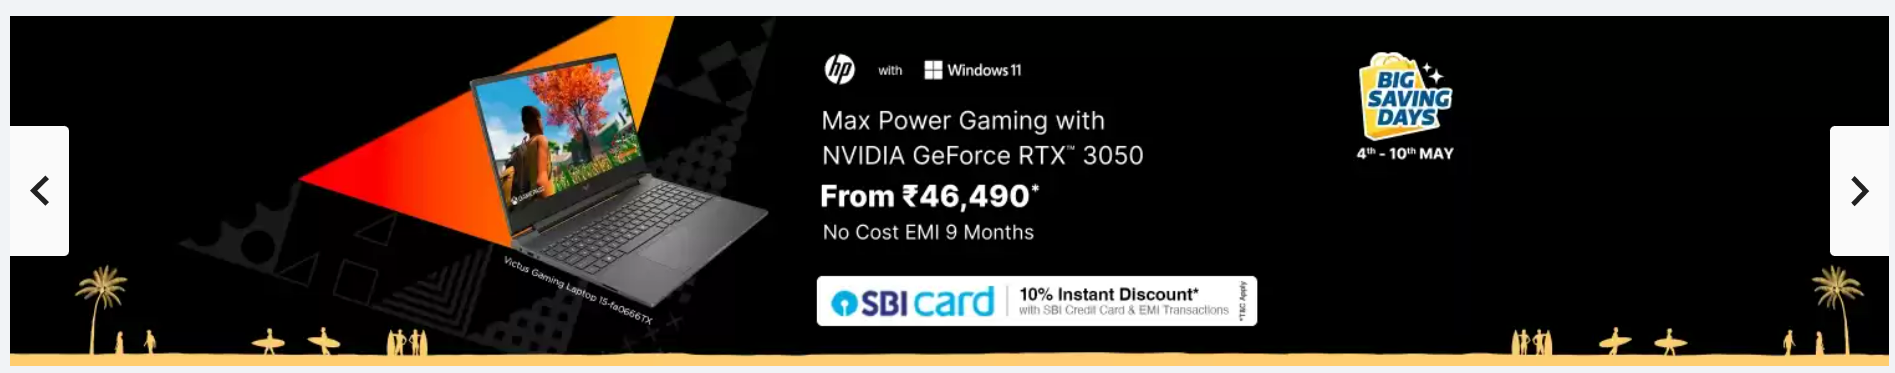 hp with Windows 11
Max Power Gaming with
NVIDIA GeForce RTX™ 3050
From ₹46,490*
No Cost EMI 9 Months
SBI card
10% Instant Discount*
with SBI Credit Card & EMI Transactions
*T&C Apply
Victus Gaming Laptop 15-fa0666TX
BIG
SAVING
DAYS
4th - 10th MAY